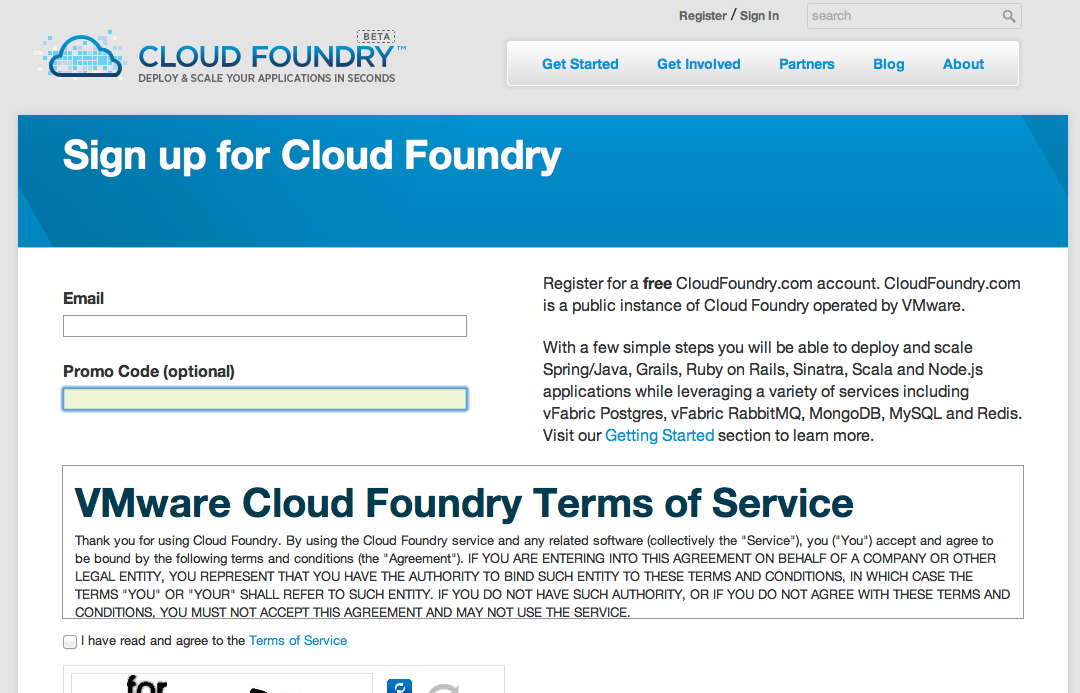 Register / Sign In
search
BETA
CLOUD FOUNDRY™
DEPLOY & SCALE YOUR APPLICATIONS IN SECONDS
Get Started Get Involved Partners Blog About
Sign up for Cloud Foundry
Email
Promo Code (optional)
Register for a free CloudFoundry.com account. CloudFoundry.com
is a public instance of Cloud Foundry operated by VMware.
With a few simple steps you will be able to deploy and scale
Spring/Java, Grails, Ruby on Rails, Sinatra, Scala and Node.js
applications while leveraging a variety of services including
vFabric Postgres, vFabric RabbitMQ, MongoDB, MySQL and Redis.
Visit our Getting Started section to learn more.
VMware Cloud Foundry Terms of Service
Thank you for using Cloud Foundry. By using the Cloud Foundry service and any related software (collectively the "Service"), you ("You") accept and agree to
be bound by the following terms and conditions (the "Agreement"). IF YOU ARE ENTERING INTO THIS AGREEMENT ON BEHALF OF A COMPANY OR OTHER
LEGAL ENTITY, YOU REPRESENT THAT YOU HAVE THE AUTHORITY TO BIND SUCH ENTITY TO THESE TERMS AND CONDITIONS, IN WHICH CASE THE
TERMS "YOU" OR "YOUR" SHALL REFER TO SUCH ENTITY. IF YOU DO NOT HAVE SUCH AUTHORITY, OR IF YOU DO NOT AGREE WITH THESE TERMS AND
CONDITIONS, YOU MUST NOT ACCEPT THIS AGREEMENT AND MAY NOT USE THE SERVICE.
I have read and agree to the Terms of Service